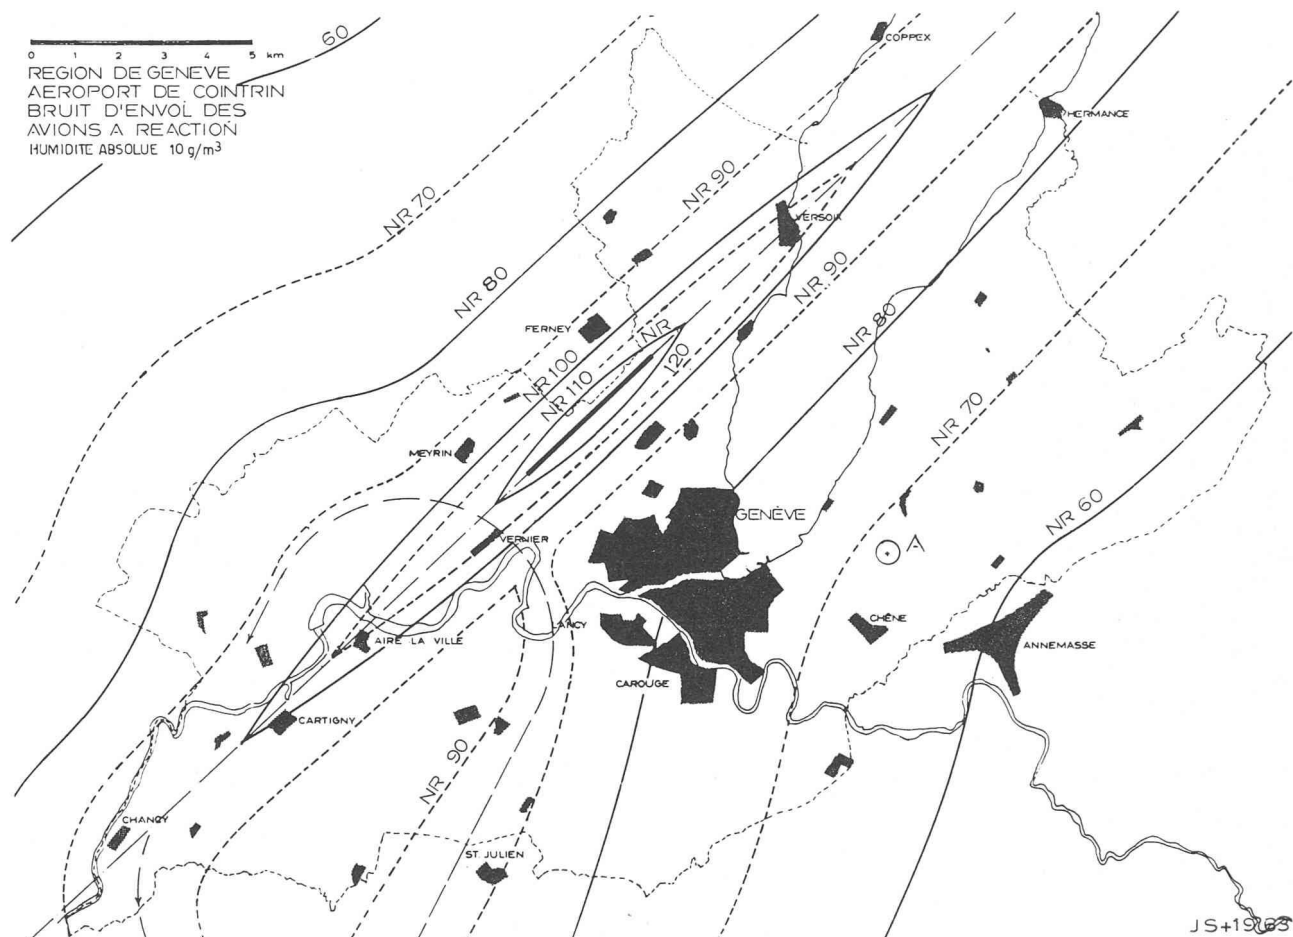 0 1 2 3 4 5 km
REGION DE GENEVE
AEROPORT DE COINTRIN
BRUIT D'ENVOL DES
AVIONS A REACTION
HUMIDITE ABSOLUE 10 g/m³
60
COPPEX
HERMANCE
NR 70
NR 90
VERSOIX
NR 80
NR 90
FERNEY
NR
120
NR 80
NR 100
NR 110
NR 70
MEYRIN
GENÈVE
NR 60
VERNIER
A
LANCY
CHÊNE
AIRE LA VILLE
ANNEMASSE
CAROUGE
CARTIGNY
NR 90
CHANCY
ST. JULIEN
JS+1963